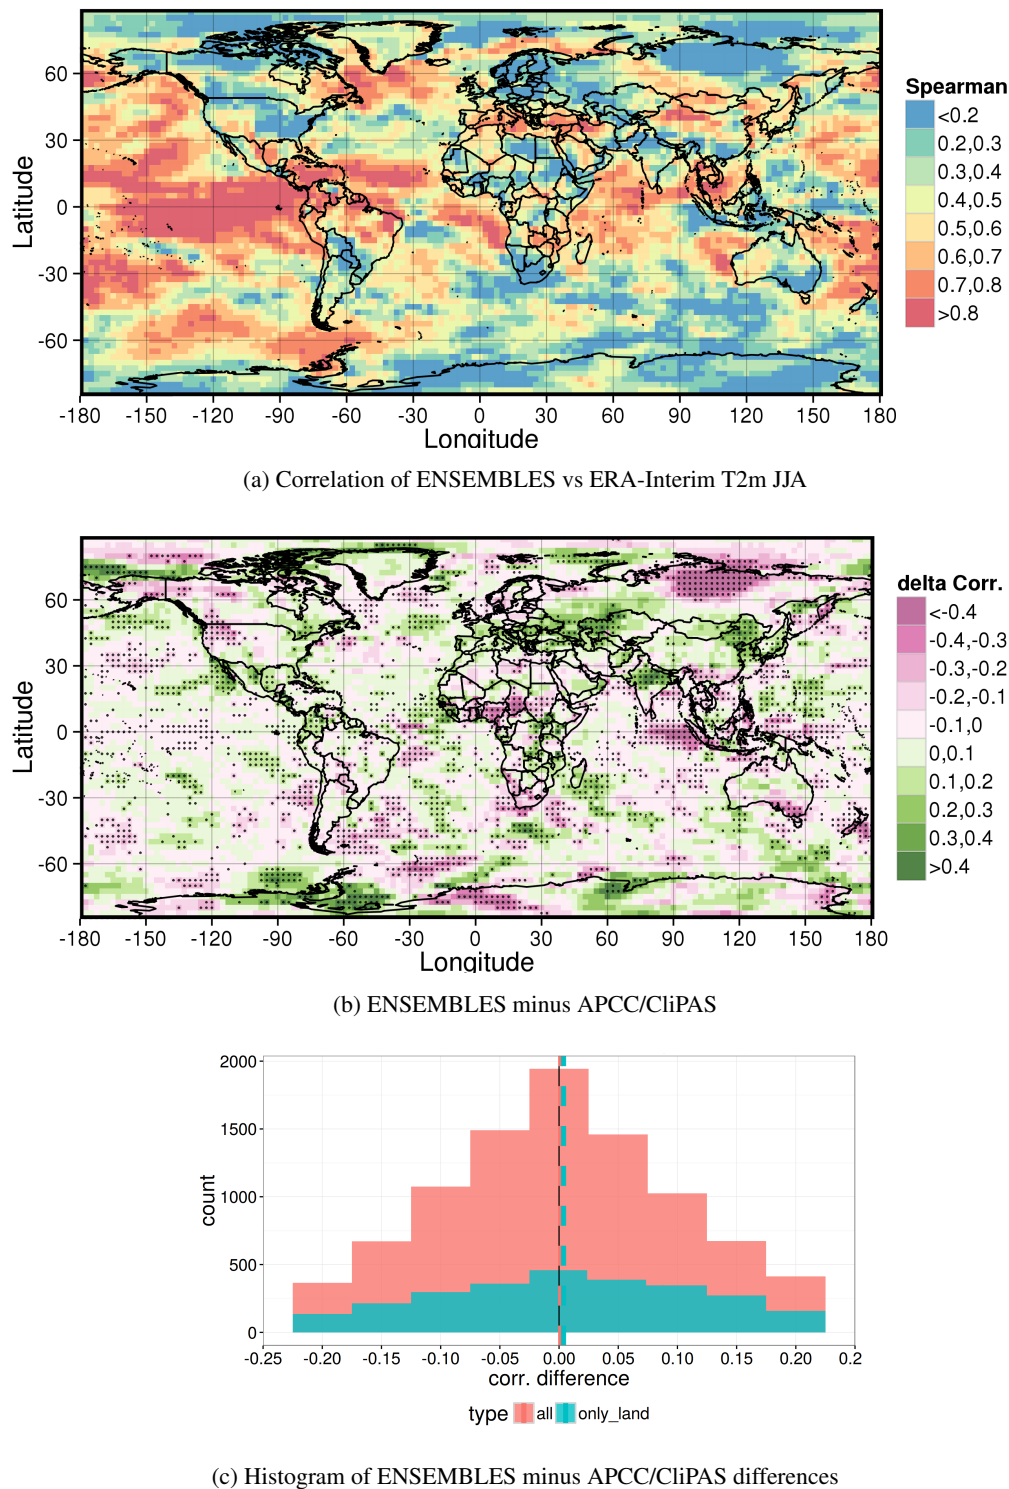 60
30
0
-30
-60
Latitude
-180 -150 -120 -90 -60 -30 0 30 60 90 120 150 180
Longitude
Spearman
<0.2
0.2,0.3
0.3,0.4
0.4,0.5
0.5,0.6
0.6,0.7
0.7,0.8
>0.8
(a) Correlation of ENSEMBLES vs ERA-Interim T2m JJA
60
30
0
-30
-60
Latitude
-180 -150 -120 -90 -60 -30 0 30 60 90 120 150 180
Longitude
delta Corr.
<-0.4
-0.4,-0.3
-0.3,-0.2
-0.2,-0.1
-0.1,0
0,0.1
0.1,0.2
0.2,0.3
0.3,0.4
>0.4
(b) ENSEMBLES minus APCC/CliPAS
2000
1500
1000
500
0
count
-0.25 -0.20 -0.15 -0.10 -0.05 0.00 0.05 0.10 0.15 0.20 0.2
corr. difference
type all only_land
(c) Histogram of ENSEMBLES minus APCC/CliPAS differences